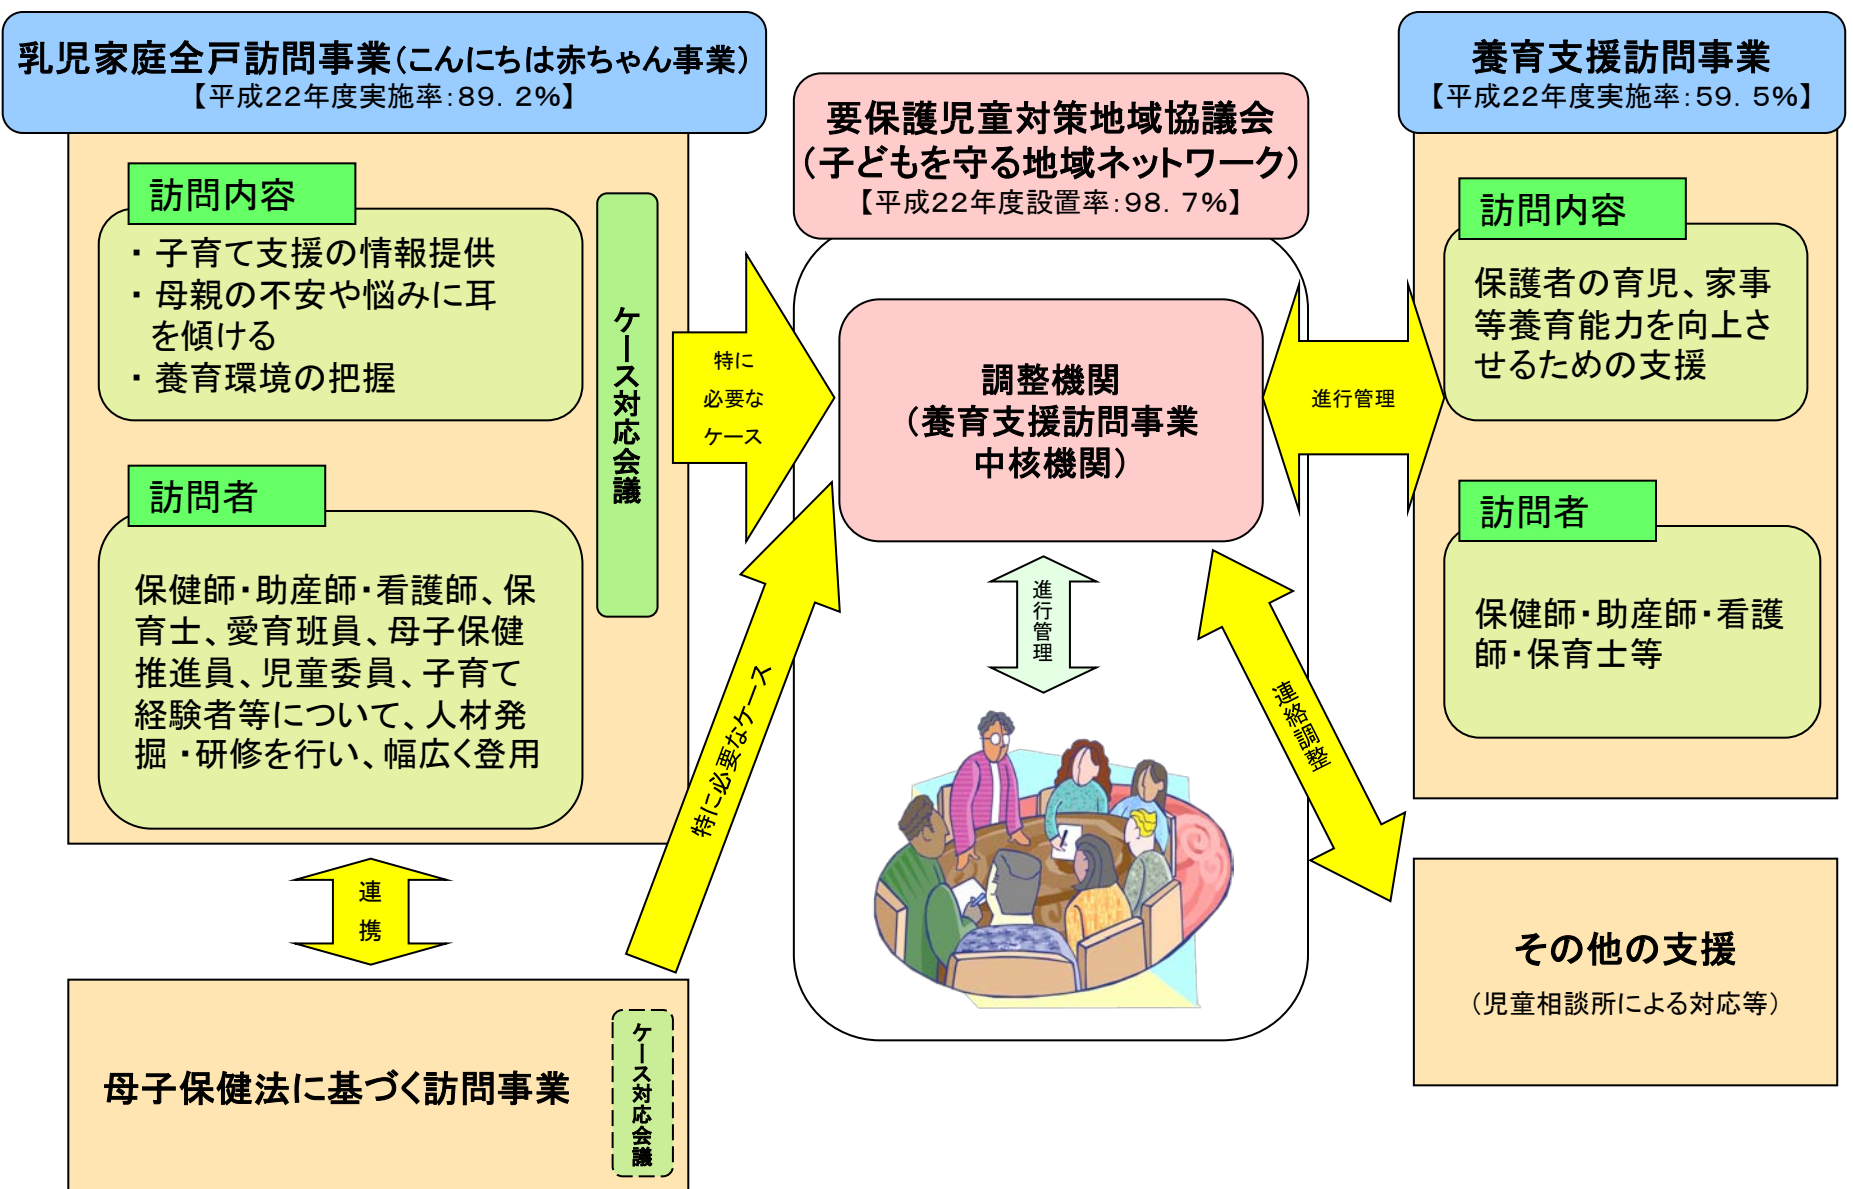 乳児家庭全戸訪問事業(こんにちは赤ちゃん事業)
【平成22年度実施率:89.2%】
訪問内容
・子育て支援の情報提供
・母親の不安や悩みに耳
を傾ける
・養育環境の把握
訪問者
保健師・助産師・看護師、保
育士、愛育班員、母子保健
推進員、児童委員、子育て
経験者等について、人材発
掘・研修を行い、幅広く登用
ケース対応会議
特に
必要な
ケース
連
携
母子保健法に基づく訪問事業
ケース対応会議
特に必要なケース
要保護児童対策地域協議会
(子どもを守る地域ネットワーク)
【平成22年度設置率:98.7%】
調整機関
(養育支援訪問事業
中核機関)
進行管理
進行管理
連絡調整
養育支援訪問事業
【平成22年度実施率:59.5%】
訪問内容
保護者の育児、家事
等養育能力を向上さ
せるための支援
訪問者
保健師・助産師・看護
師・保育士等
その他の支援
(児童相談所による対応等)